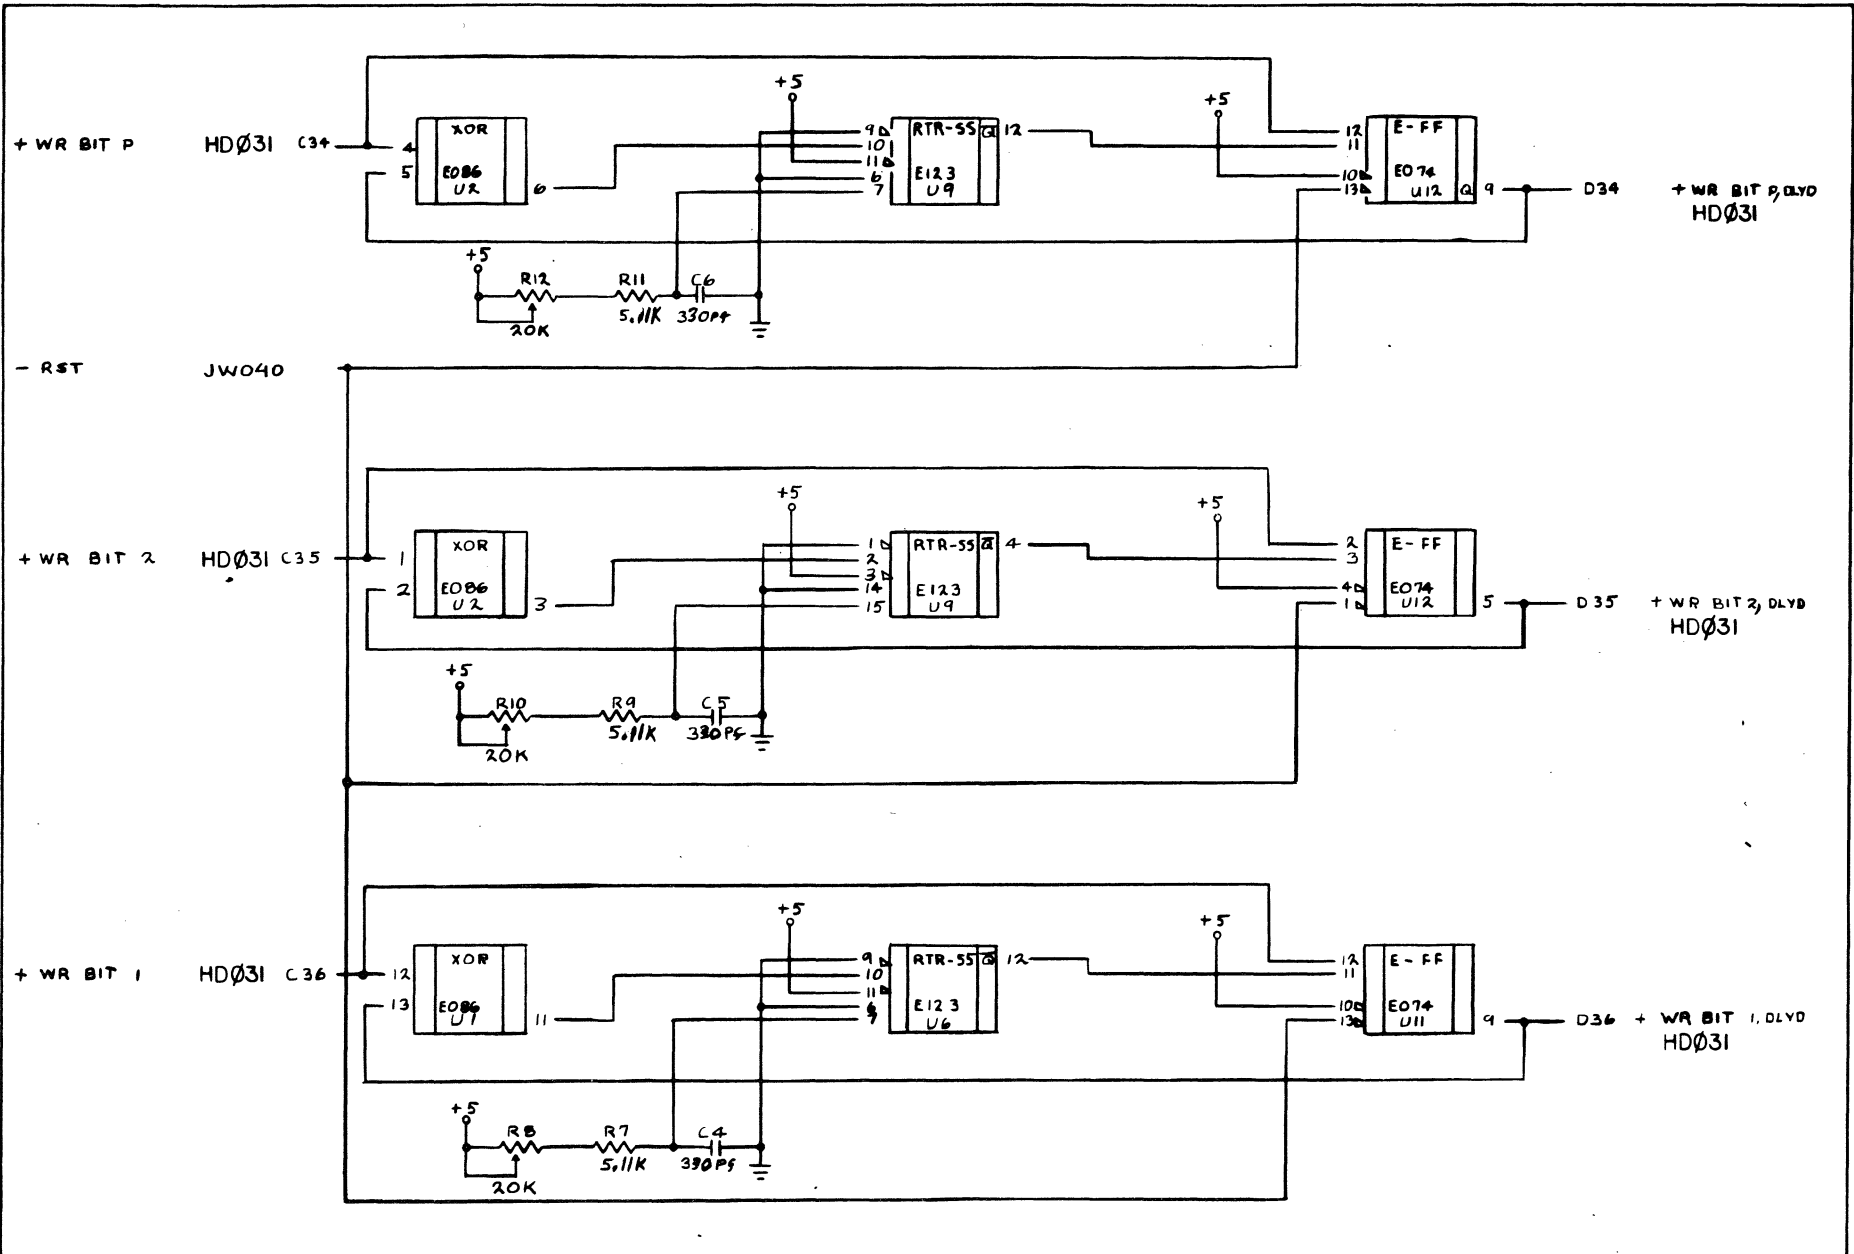 +5
+5
+ WR BIT P HDØ31 C34
4
5
XOR
E086
U2
6
9
10
11
6
7
RTR-SS Q̅ 12
E123
U9
12
11
10
13
E-FF
E074
U12 Q 9
D34 + WR BIT P, DLYD
HDØ31
+5
R12
20K
R11
5.11K
C6
330PF
- RST JW040
+5
+5
+ WR BIT 2 HDØ31 C35
1
2
XOR
E086
U2
3
1
2
3
14
15
RTR-SS Q̅ 4
E123
U9
2
3
4
1
E-FF
E074
U12
5
D35 + WR BIT 2, DLYD
HDØ31
+5
R10
20K
R9
5.11K
C5
330PF
+5
+5
+ WR BIT 1 HDØ31 C36
12
13
XOR
E086
U1
11
9
10
11
6
7
RTR-SS Q̅ 12
E123
U6
12
11
10
13
E-FF
E074
U11
9
D36 + WR BIT 1, DLYD
HDØ31
+5
R8
20K
R7
5.11K
C4
330PF